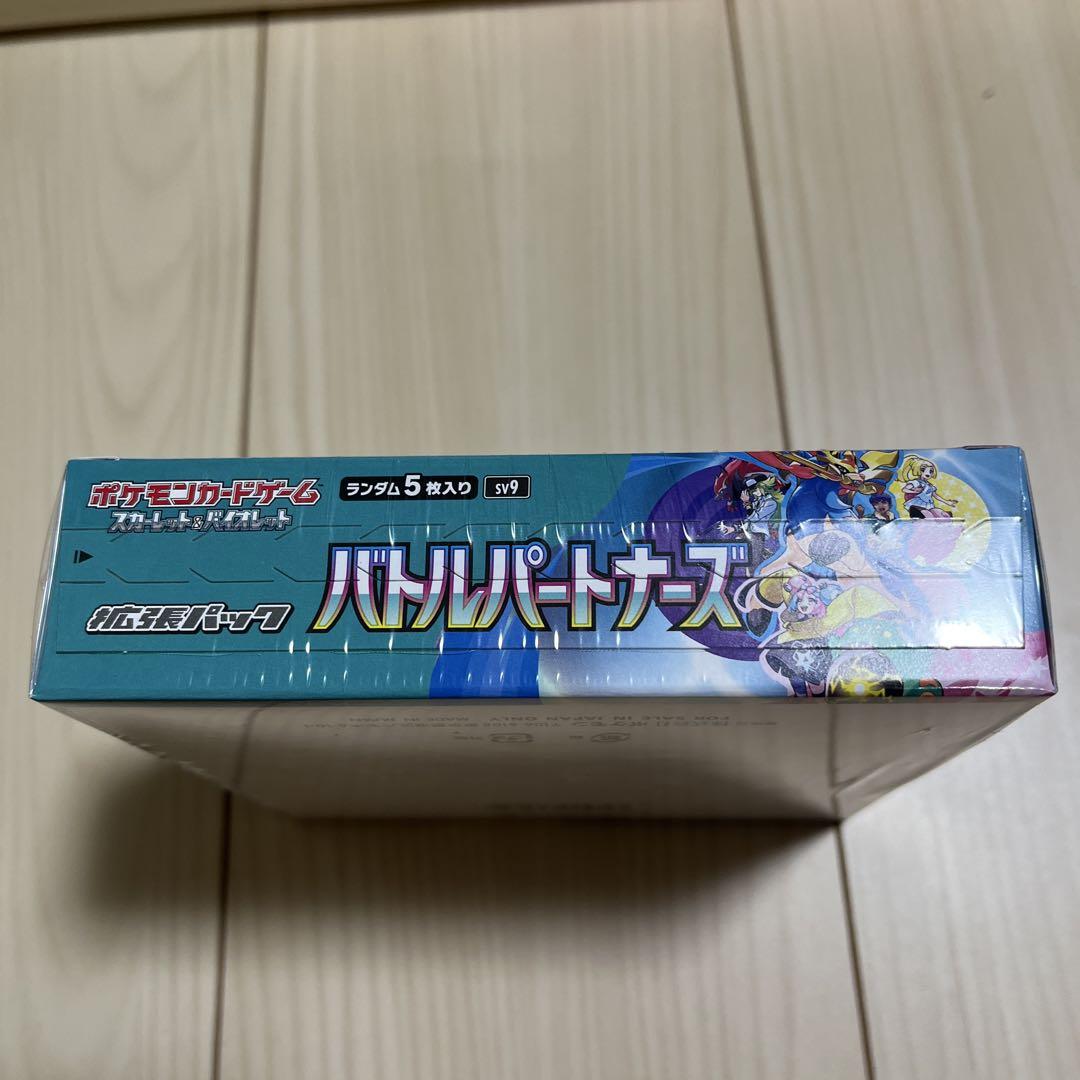 ポケモンカードゲーム
スカーレット&バイオレット
ランダム5枚入り
sv9
拡張パック
バトルパートナーズ
FOR SALE IN JAPAN ONLY MADE IN JAPAN